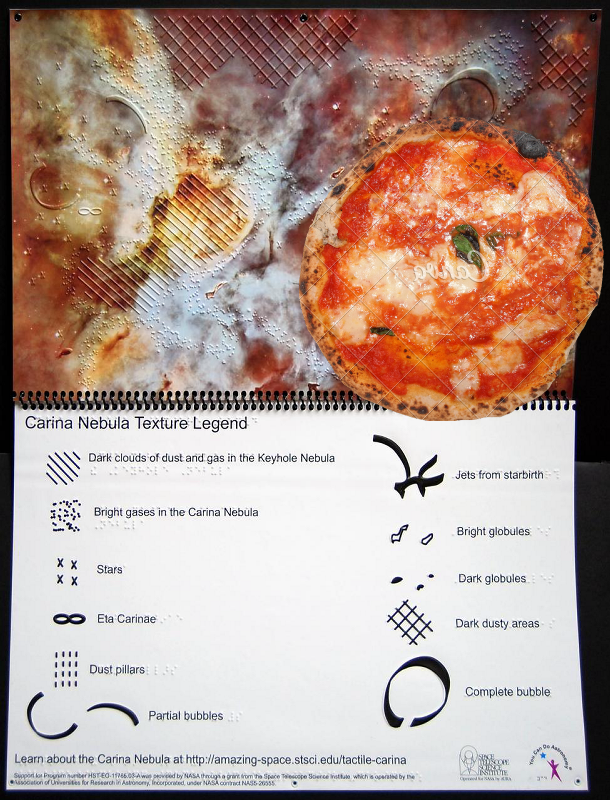 Carina Nebula Texture Legend
Dark clouds of dust and gas in the Keyhole Nebula
Bright gases in the Carina Nebula
Stars
Eta Carinae
Dust pillars
Partial bubbles
Jets from starbirth
Bright globules
Dark globules
Dark dusty areas
Complete bubble
Learn about the Carina Nebula at http://amazing-space.stsci.edu/tactile-carina
Support for Program number HST-EO-11765.03-A was provided by NASA through a grant from the Space Telescope Science Institute, which is operated by the
Association of Universities for Research in Astronomy, Incorporated, under NASA contract NAS5-26555.
SPACE
TELESCOPE
SCIENCE
INSTITUTE
Operated for NASA by AURA
You Can Do Astronomy